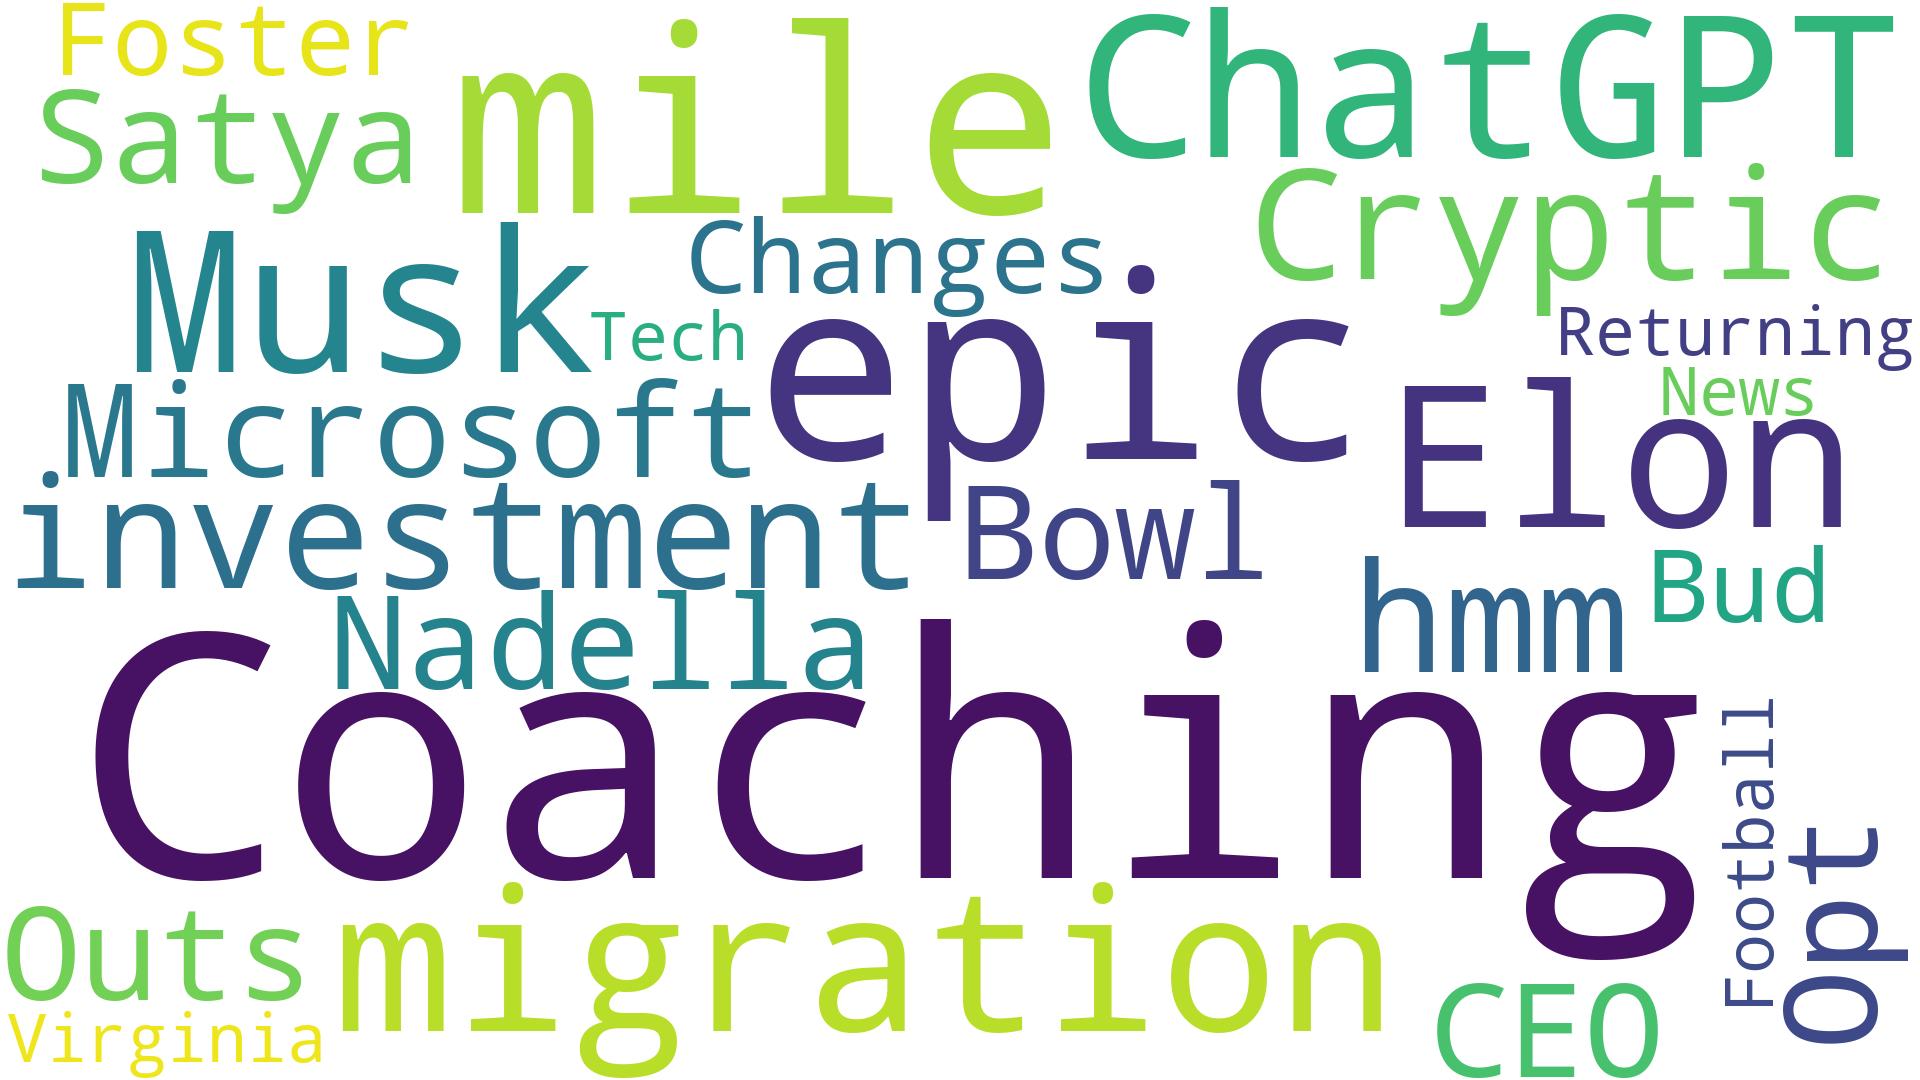 Foster
mile
ChatGPT
Satya
Cryptic
Musk
Changes
Tech
epic
Returning
News
Microsoft
Elon
investment
Bowl
hmm
Bud
Nadella
Coaching
Football
Opt
Outs
migration
Virginia
CEO